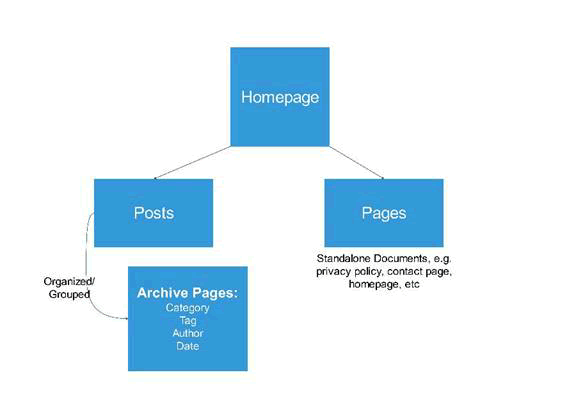 Homepage
Posts
Pages
Standalone Documents, e.g.
privacy policy, contact page,
homepage, etc
Organized/
Grouped
Archive Pages:
Category
Tag
Author
Date